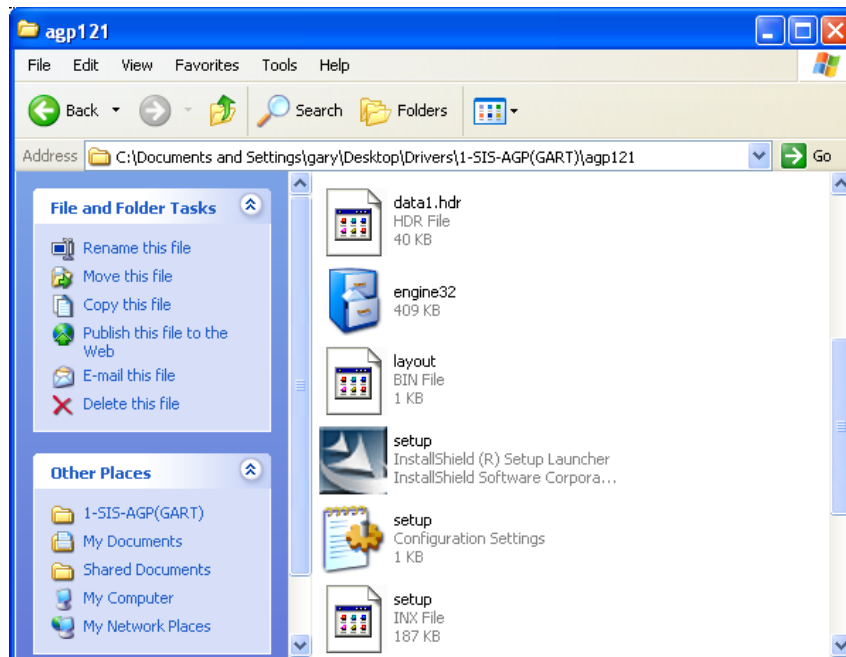 agp121
File Edit View Favorites Tools Help
Back Search Folders
Address C:\Documents and Settings\gary\Desktop\Drivers\1-SIS-AGP(GART)\agp121 Go
File and Folder Tasks
Rename this file
Move this file
Copy this file
Publish this file to the
Web
E-mail this file
Delete this file
Other Places
1-SIS-AGP(GART)
My Documents
Shared Documents
My Computer
My Network Places
data1.hdr
HDR File
40 KB
engine32
409 KB
layout
BIN File
1 KB
setup
InstallShield (R) Setup Launcher
InstallShield Software Corpora...
setup
Configuration Settings
1 KB
setup
INX File
187 KB